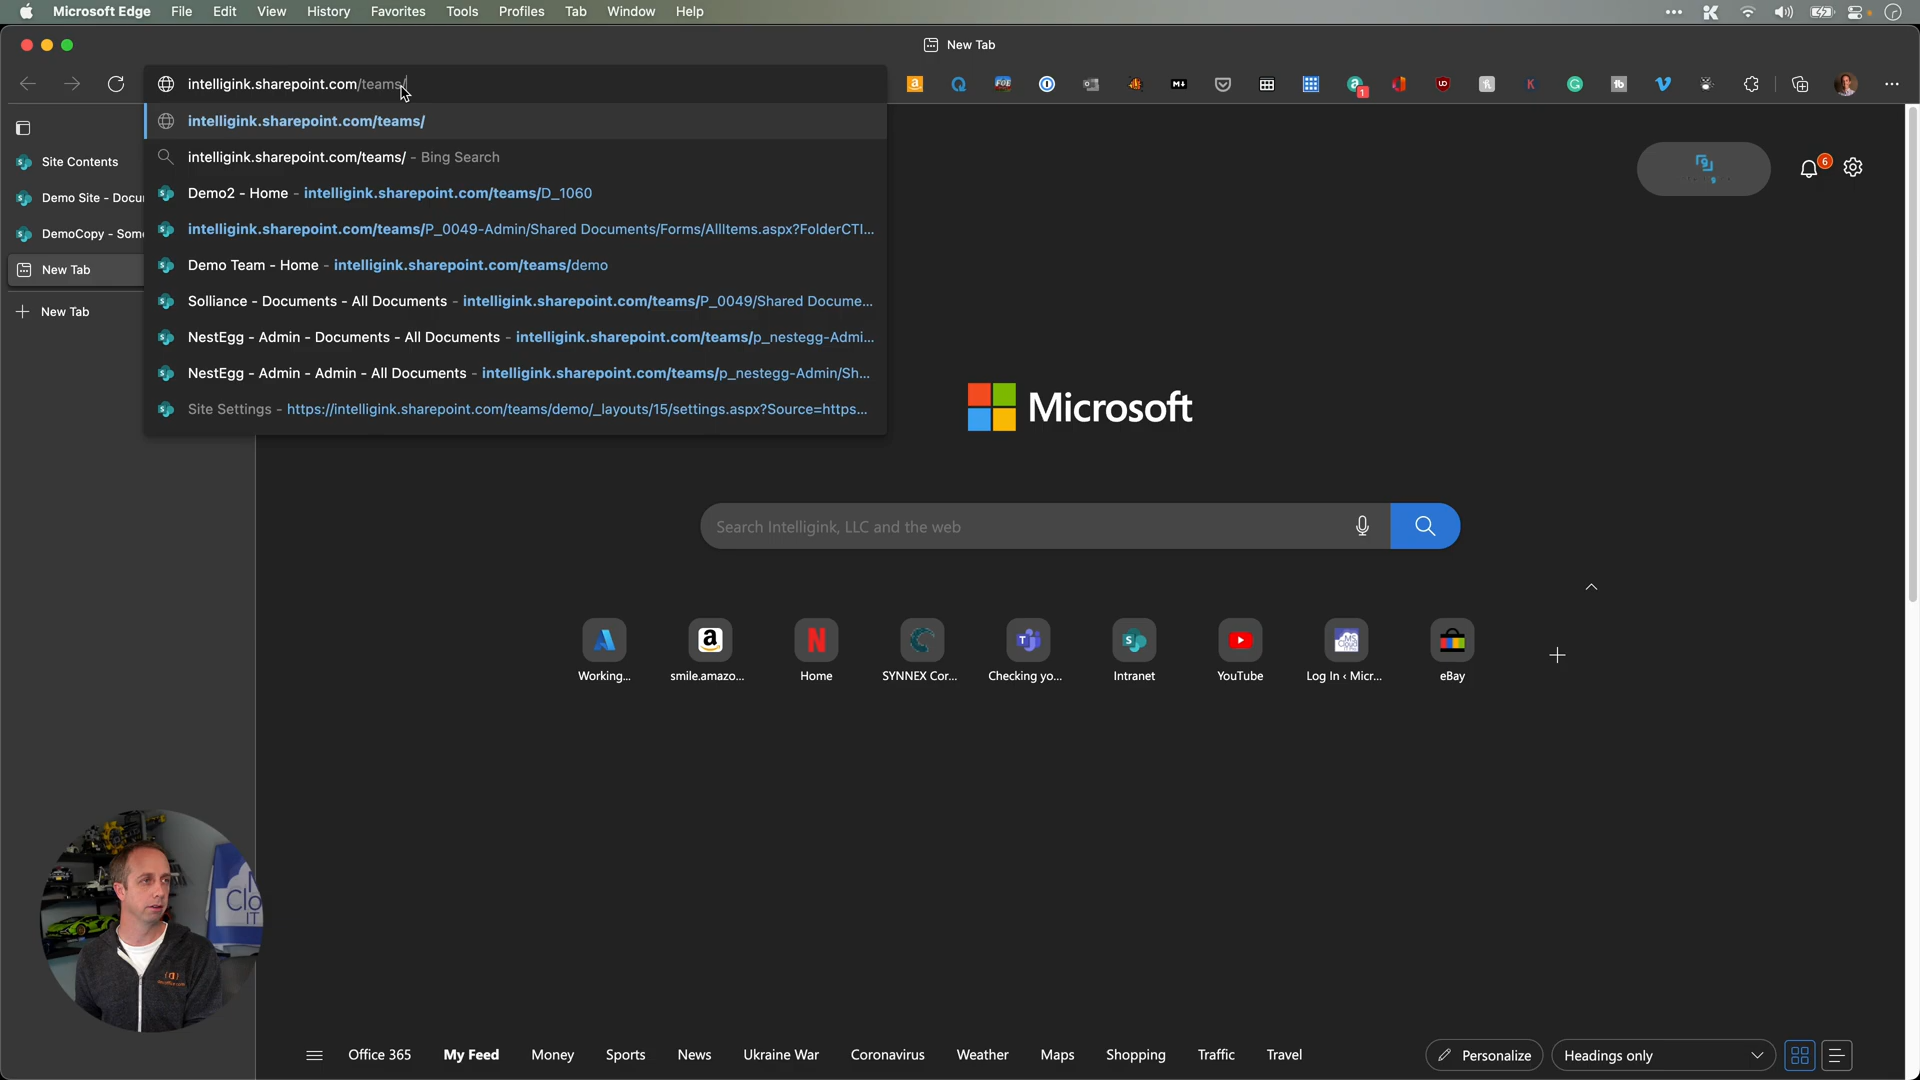 Microsoft Edge File Edit View History Favorites Tools Profiles Tab Window Help
New Tab
intelligink.sharepoint.com/teams/
1
intelligink.sharepoint.com/teams/
intelligink.sharepoint.com/teams/ - Bing Search
Site Contents
Demo2 - Home - intelligink.sharepoint.com/teams/D_1060
Demo Site - Docu
intelligink.sharepoint.com/teams/P_0049-Admin/Shared Documents/Forms/AllItems.aspx?FolderCTI...
DemoCopy - Som
Demo Team - Home - intelligink.sharepoint.com/teams/demo
New Tab
Solliance - Documents - All Documents - intelligink.sharepoint.com/teams/P_0049/Shared Docume...
New Tab
NestEgg - Admin - Documents - All Documents - intelligink.sharepoint.com/teams/p_nestegg-Admi...
NestEgg - Admin - Admin - All Documents - intelligink.sharepoint.com/teams/p_nestegg-Admin/Sh...
Site Settings - https://intelligink.sharepoint.com/teams/demo/_layouts/15/settings.aspx?Source=https...
6
Microsoft
Search Intelligink, LLC and the web
Working...
smile.amazo...
Home
SYNNEX Cor...
Checking yo...
Intranet
YouTube
Log In ‹ Micr...
eBay
Clo
IT
Office 365 My Feed Money Sports News Ukraine War Coronavirus Weather Maps Shopping Traffic Travel
Personalize
Headings only